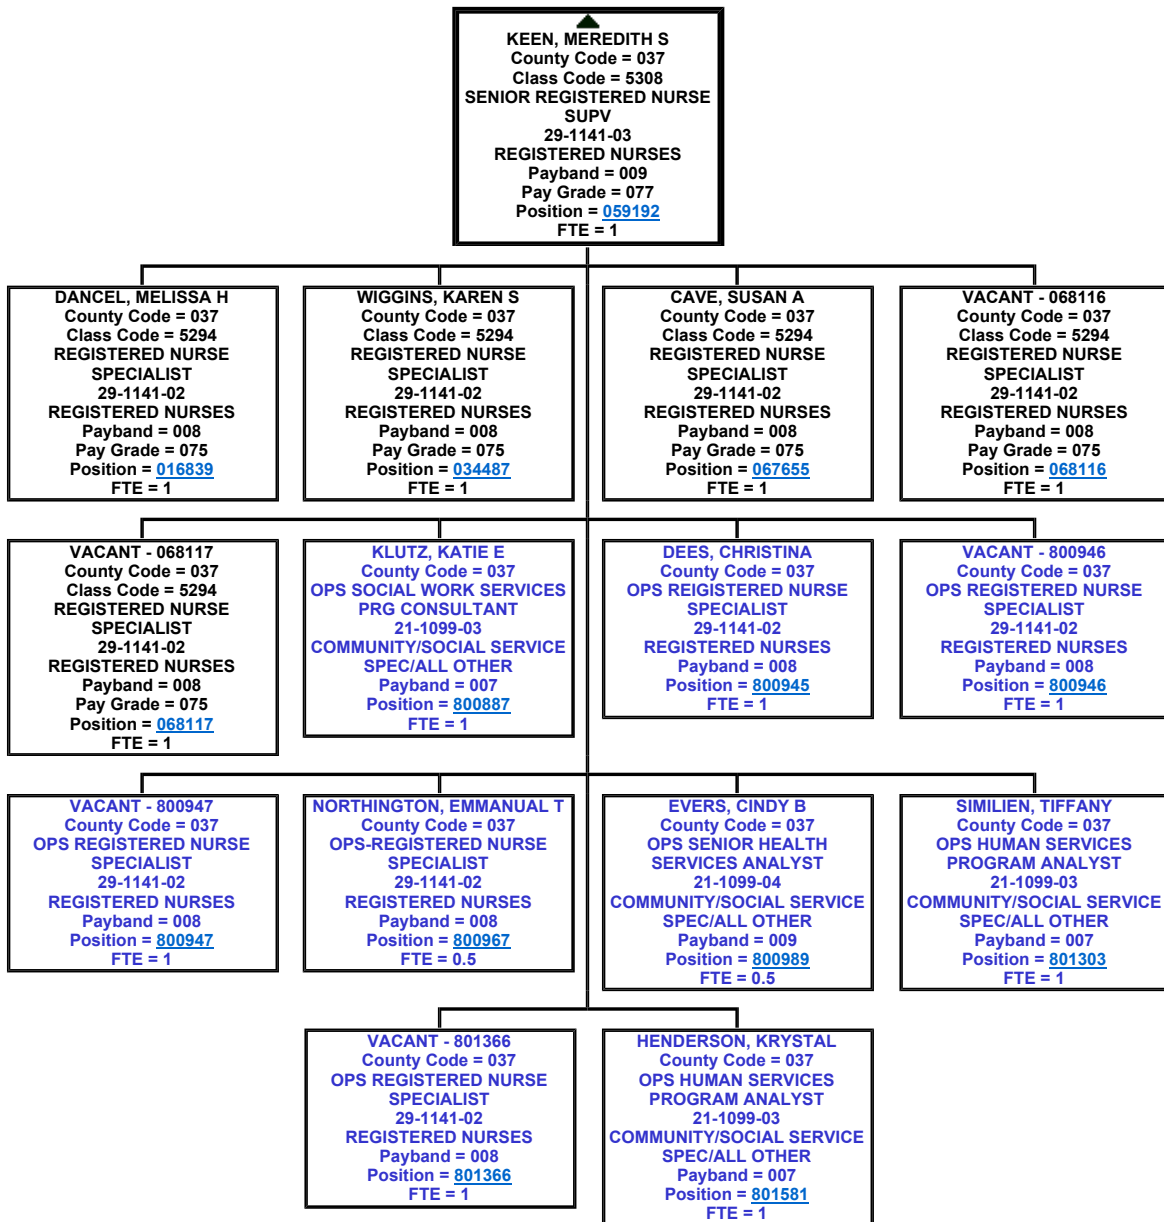 KEEN, MEREDITH S
County Code = 037
Class Code = 5308
SENIOR REGISTERED NURSE
SUPV
29-1141-03
REGISTERED NURSES
Payband = 009
Pay Grade = 077
Position = 059192
FTE = 1
DANCEL, MELISSA H
County Code = 037
Class Code = 5294
REGISTERED NURSE
SPECIALIST
29-1141-02
REGISTERED NURSES
Payband = 008
Pay Grade = 075
Position = 016839
FTE = 1
WIGGINS, KAREN S
County Code = 037
Class Code = 5294
REGISTERED NURSE
SPECIALIST
29-1141-02
REGISTERED NURSES
Payband = 008
Pay Grade = 075
Position = 034487
FTE = 1
CAVE, SUSAN A
County Code = 037
Class Code = 5294
REGISTERED NURSE
SPECIALIST
29-1141-02
REGISTERED NURSES
Payband = 008
Pay Grade = 075
Position = 067655
FTE = 1
VACANT - 068116
County Code = 037
Class Code = 5294
REGISTERED NURSE
SPECIALIST
29-1141-02
REGISTERED NURSES
Payband = 008
Pay Grade = 075
Position = 068116
FTE = 1
VACANT - 068117
County Code = 037
Class Code = 5294
REGISTERED NURSE
SPECIALIST
29-1141-02
REGISTERED NURSES
Payband = 008
Pay Grade = 075
Position = 068117
FTE = 1
KLUTZ, KATIE E
County Code = 037
OPS SOCIAL WORK SERVICES
PRG CONSULTANT
21-1099-03
COMMUNITY/SOCIAL SERVICE
SPEC/ALL OTHER
Payband = 007
Position = 800887
FTE = 1
DEES, CHRISTINA
County Code = 037
OPS REIGISTERED NURSE
SPECIALIST
29-1141-02
REGISTERED NURSES
Payband = 008
Position = 800945
FTE = 1
VACANT - 800946
County Code = 037
OPS REGISTERED NURSE
SPECIALIST
29-1141-02
REGISTERED NURSES
Payband = 008
Position = 800946
FTE = 1
VACANT - 800947
County Code = 037
OPS REGISTERED NURSE
SPECIALIST
29-1141-02
REGISTERED NURSES
Payband = 008
Position = 800947
FTE = 1
NORTHINGTON, EMMANUAL T
County Code = 037
OPS-REGISTERED NURSE
SPECIALIST
29-1141-02
REGISTERED NURSES
Payband = 008
Position = 800967
FTE = 0.5
EVERS, CINDY B
County Code = 037
OPS SENIOR HEALTH
SERVICES ANALYST
21-1099-04
COMMUNITY/SOCIAL SERVICE
SPEC/ALL OTHER
Payband = 009
Position = 800989
FTE = 0.5
SIMILIEN, TIFFANY
County Code = 037
OPS HUMAN SERVICES
PROGRAM ANALYST
21-1099-03
COMMUNITY/SOCIAL SERVICE
SPEC/ALL OTHER
Payband = 007
Position = 801303
FTE = 1
VACANT - 801366
County Code = 037
OPS REGISTERED NURSE
SPECIALIST
29-1141-02
REGISTERED NURSES
Payband = 008
Position = 801366
FTE = 1
HENDERSON, KRYSTAL
County Code = 037
OPS HUMAN SERVICES
PROGRAM ANALYST
21-1099-03
COMMUNITY/SOCIAL SERVICE
SPEC/ALL OTHER
Payband = 007
Position = 801581
FTE = 1